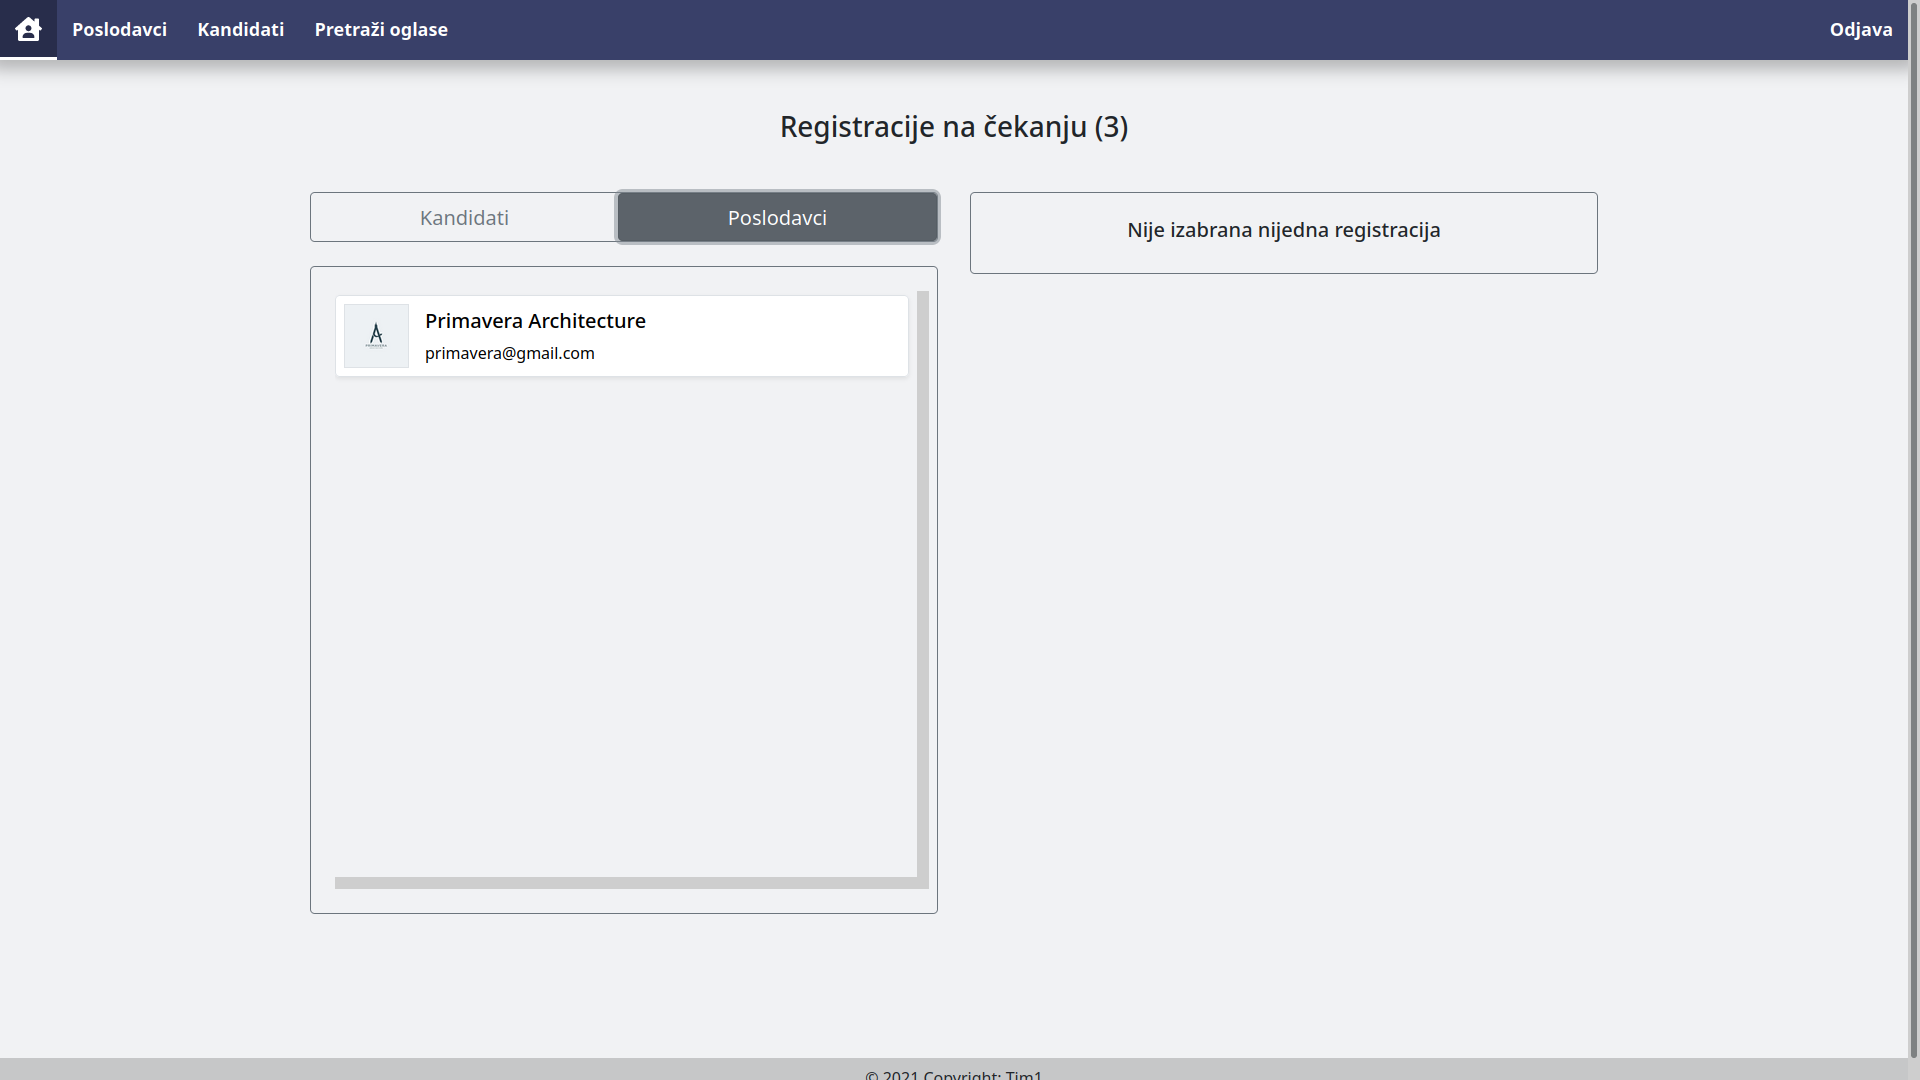 Poslodavci Kandidati Pretraži oglase Odjava
Registracije na čekanju (3)
Kandidati Poslodavci
Nije izabrana nijedna registracija
Primavera Architecture
primavera@gmail.com
© 2021 Copyright: Tim1